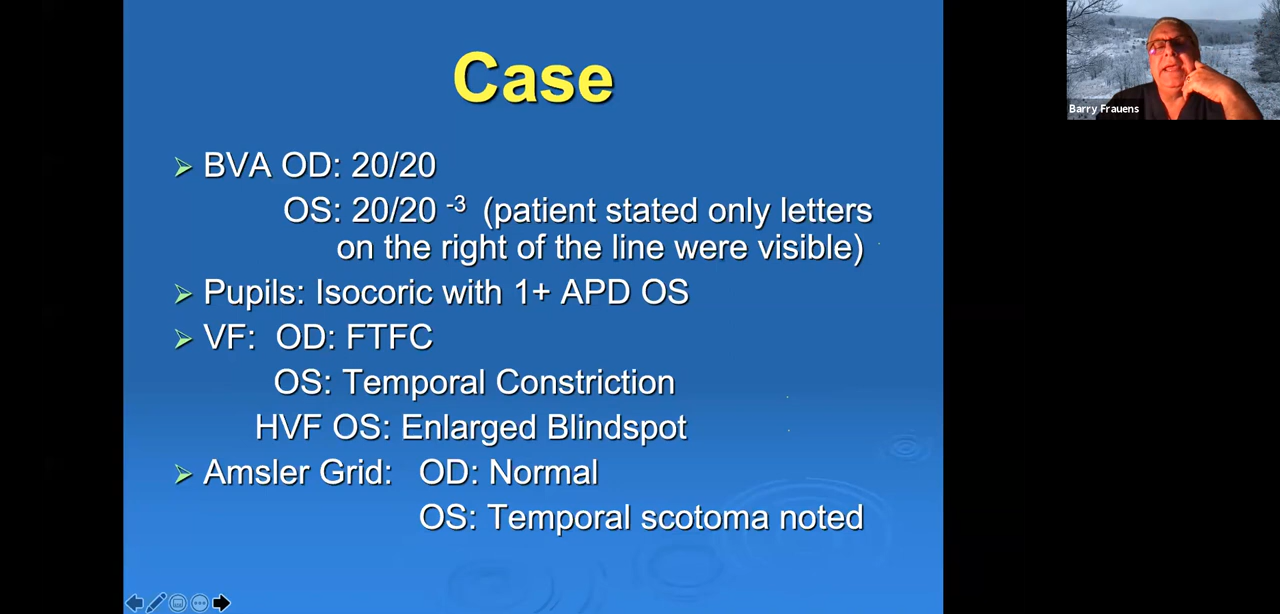 Case
BVA OD: 20/20
OS: 20/20 -3 (patient stated only letters
on the right of the line were visible)
Pupils: Isocoric with 1+ APD OS
VF: OD: FTFC
OS: Temporal Constriction
HVF OS: Enlarged Blindspot
Amsler Grid: OD: Normal
OS: Temporal scotoma noted
Barry Frauens